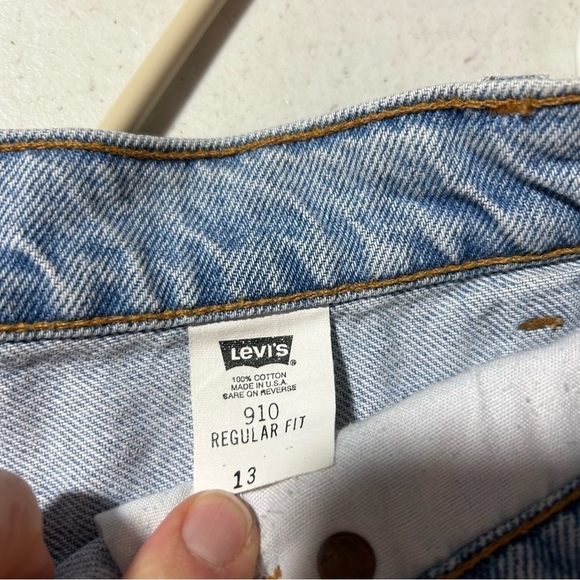 LEVI'S ®
100% COTTON
MADE IN U.S.A.
CARE ON REVERSE
910
REGULAR FIT
13